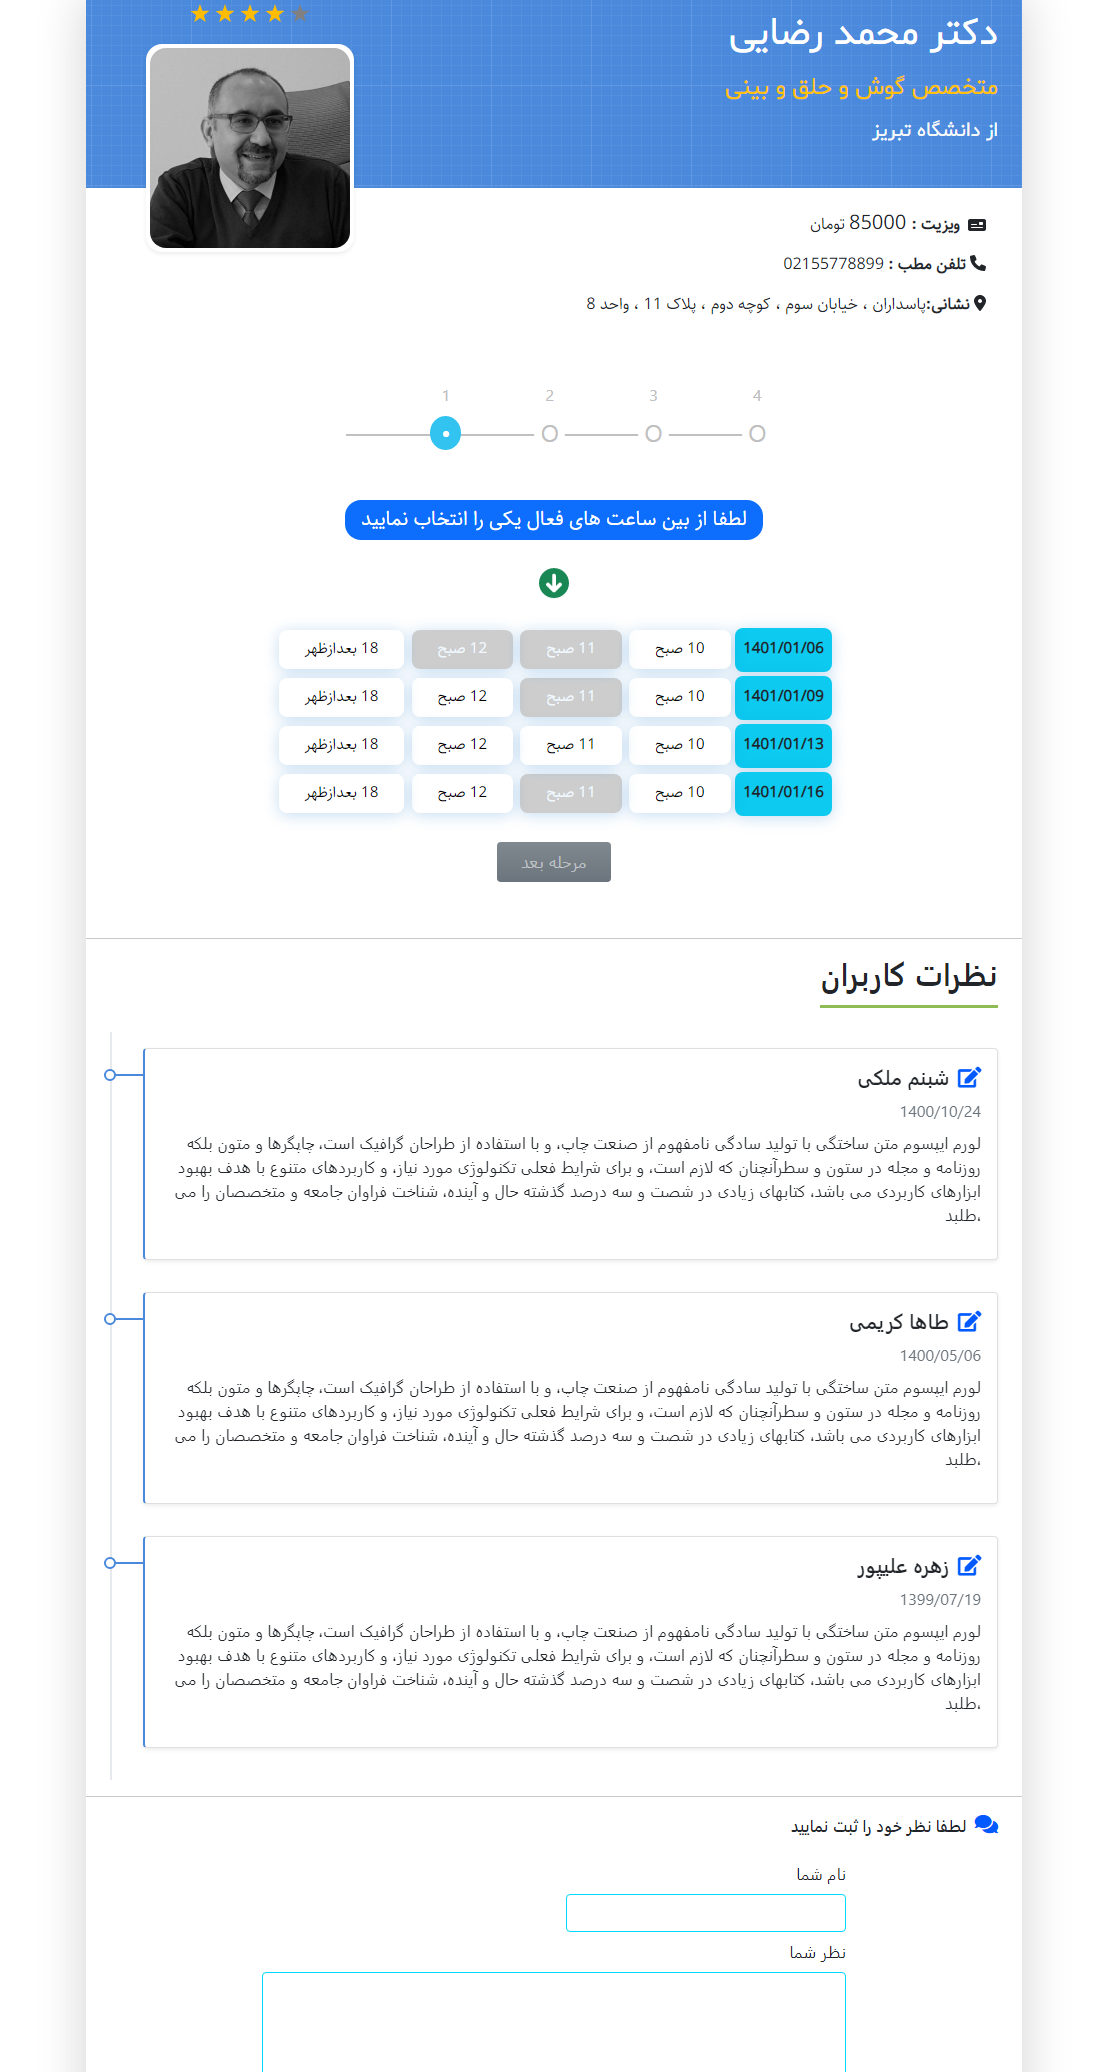 دکتر محمد رضایی
متخصص گوش و حلق و بینی
از دانشگاه تبریز
ویزیت : 85000 تومان
تلفن مطب : 02155778899
نشانی:پاسداران ، خیابان سوم ، کوچه دوم ، پلاک 11 ، واحد 8
1 2 3 4
لطفا از بین ساعت های فعال یکی را انتخاب نمایید
1401/01/06 10 صبح 11 صبح 12 صبح 18 بعدازظهر
1401/01/09 10 صبح 11 صبح 12 صبح 18 بعدازظهر
1401/01/13 10 صبح 11 صبح 12 صبح 18 بعدازظهر
1401/01/16 10 صبح 11 صبح 12 صبح 18 بعدازظهر
مرحله بعد
نظرات کاربران
شبنم ملکی
1400/10/24
لورم ایپسوم متن ساختگی با تولید سادگی نامفهوم از صنعت چاپ، و با استفاده از طراحان گرافیک است، چاپگرها و متون بلکه
روزنامه و مجله در ستون و سطرآنچنان که لازم است، و برای شرایط فعلی تکنولوژی مورد نیاز، و کاربردهای متنوع با هدف بهبود
ابزارهای کاربردی می باشد، کتابهای زیادی در شصت و سه درصد گذشته حال و آینده، شناخت فراوان جامعه و متخصصان را می
،طلبد
طاها کریمی
1400/05/06
لورم ایپسوم متن ساختگی با تولید سادگی نامفهوم از صنعت چاپ، و با استفاده از طراحان گرافیک است، چاپگرها و متون بلکه
روزنامه و مجله در ستون و سطرآنچنان که لازم است، و برای شرایط فعلی تکنولوژی مورد نیاز، و کاربردهای متنوع با هدف بهبود
ابزارهای کاربردی می باشد، کتابهای زیادی در شصت و سه درصد گذشته حال و آینده، شناخت فراوان جامعه و متخصصان را می
،طلبد
زهره علیپور
1399/07/19
لورم ایپسوم متن ساختگی با تولید سادگی نامفهوم از صنعت چاپ، و با استفاده از طراحان گرافیک است، چاپگرها و متون بلکه
روزنامه و مجله در ستون و سطرآنچنان که لازم است، و برای شرایط فعلی تکنولوژی مورد نیاز، و کاربردهای متنوع با هدف بهبود
ابزارهای کاربردی می باشد، کتابهای زیادی در شصت و سه درصد گذشته حال و آینده، شناخت فراوان جامعه و متخصصان را می
،طلبد
لطفا نظر خود را ثبت نمایید
نام شما
نظر شما